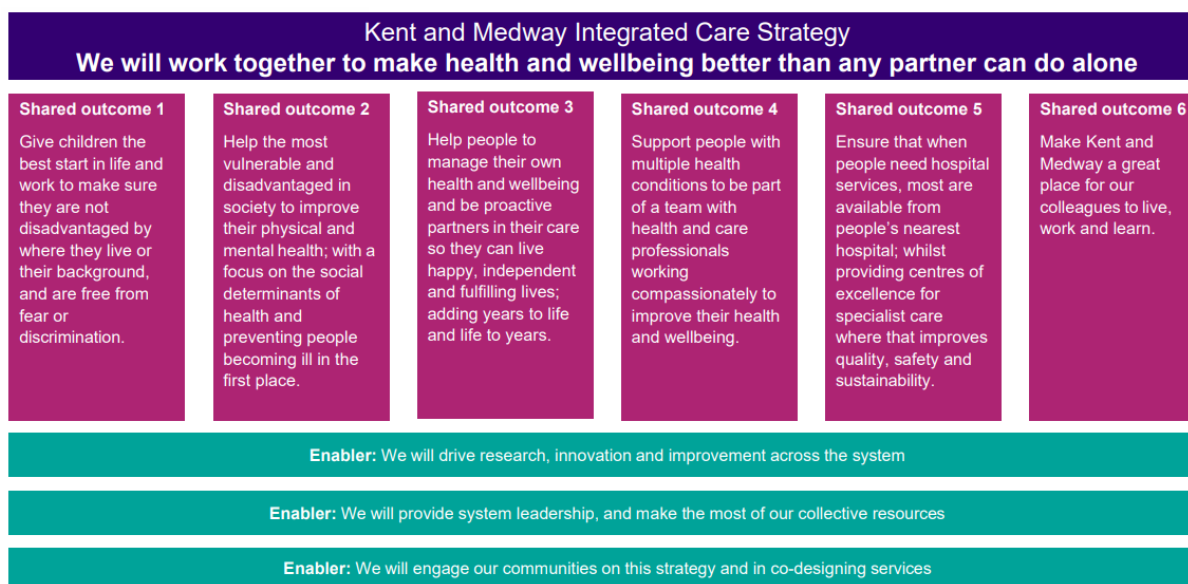 Kent and Medway Integrated Care Strategy
We will work together to make health and wellbeing better than any partner can do alone
Shared outcome 1
Give children the
best start in life and
work to make sure
they are not
disadvantaged by
where they live or
their background,
and are free from
fear or
discrimination.
Shared outcome 2
Help the most
vulnerable and
disadvantaged in
society to improve
their physical and
mental health; with a
focus on the social
determinants of
health and
preventing people
becoming ill in the
first place.
Shared outcome 3
Help people to
manage their own
health and wellbeing
and be proactive
partners in their care
so they can live
happy, independent
and fulfilling lives;
adding years to life
and life to years.
Shared outcome 4
Support people with
multiple health
conditions to be part
of a team with
health and care
professionals
working
compassionately to
improve their health
and wellbeing.
Shared outcome 5
Ensure that when
people need hospital
services, most are
available from
people’s nearest
hospital; whilst
providing centres of
excellence for
specialist care
where that improves
quality, safety and
sustainability.
Shared outcome 6
Make Kent and
Medway a great
place for our
colleagues to live,
work and learn.
Enabler: We will drive research, innovation and improvement across the system
Enabler: We will provide system leadership, and make the most of our collective resources
Enabler: We will engage our communities on this strategy and in co-designing services